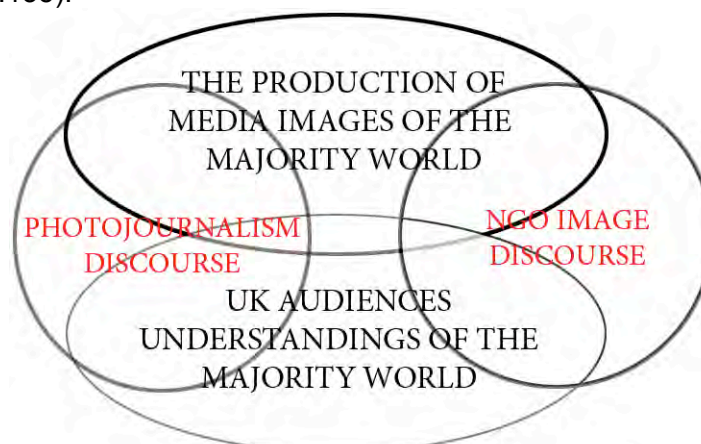 THE PRODUCTION OF
MEDIA IMAGES OF THE
MAJORITY WORLD
PHOTOJOURNALISM
DISCOURSE
NGO IMAGE
DISCOURSE
UK AUDIENCES
UNDERSTANDINGS OF THE
MAJORITY WORLD